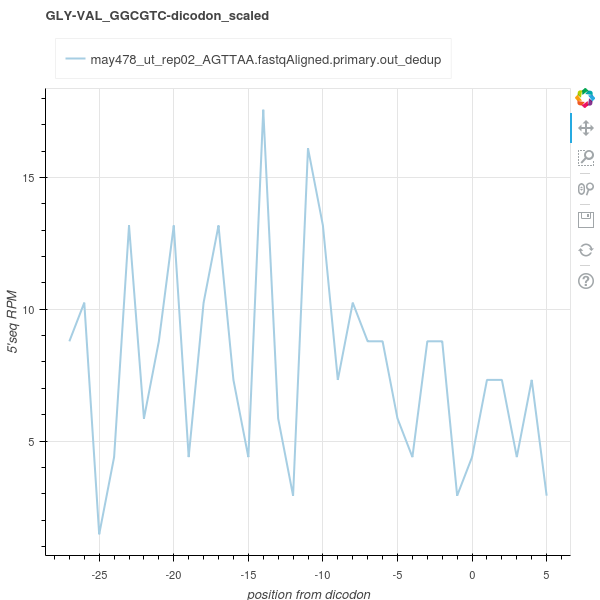 GLY-VAL_GGCGTC-dicodon_scaled
may478_ut_rep02_AGTTAA.fastqAligned.primary.out_dedup
15
10
5
5'seq RPM
-25
-20
-15
-10
-5
0
5
position from dicodon